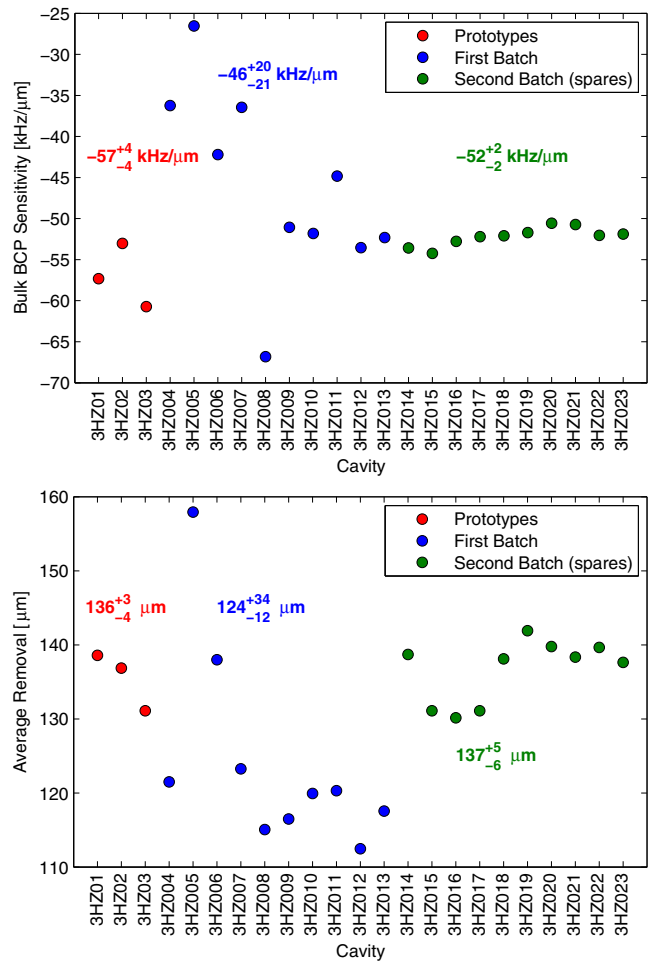 −25
−30
−35
−40
−45
−50
−55
−60
−65
−70
Bulk BCP Sensitivity [kHz/μm]
Prototypes
First Batch
Second Batch (spares)
−46 +20 −21 kHz/μm
−57 +4 −4 kHz/μm
−52 +2 −2 kHz/μm
3HZ01
3HZ02
3HZ03
3HZ004
3HZ005
3HZ006
3HZ007
3HZ008
3HZ009
3HZ010
3HZ011
3HZ012
3HZ013
3HZ014
3HZ015
3HZ016
3HZ017
3HZ018
3HZ019
3HZ020
3HZ021
3HZ022
3HZ023
Cavity
160
150
140
130
120
110
Average Removal [μm]
Prototypes
First Batch
Second Batch (spares)
136 +3 −4 μm
124 +34 −12 μm
137 +5 −6 μm
3HZ01
3HZ02
3HZ03
3HZ004
3HZ005
3HZ006
3HZ007
3HZ008
3HZ009
3HZ010
3HZ011
3HZ012
3HZ013
3HZ014
3HZ015
3HZ016
3HZ017
3HZ018
3HZ019
3HZ020
3HZ021
3HZ022
3HZ023
Cavity